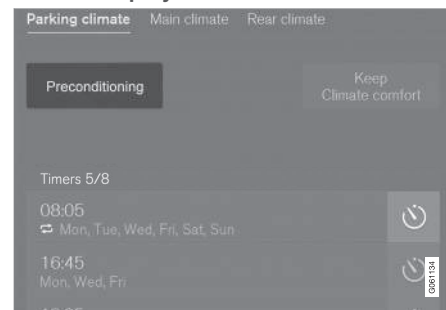 Parking climate Main climate Rear climate
Preconditioning
Keep
Climate comfort
Timers 5/8
08:05
Mon, Tue, Wed, Fri, Sat, Sun
16:45
Mon, Wed, Fri
G061134